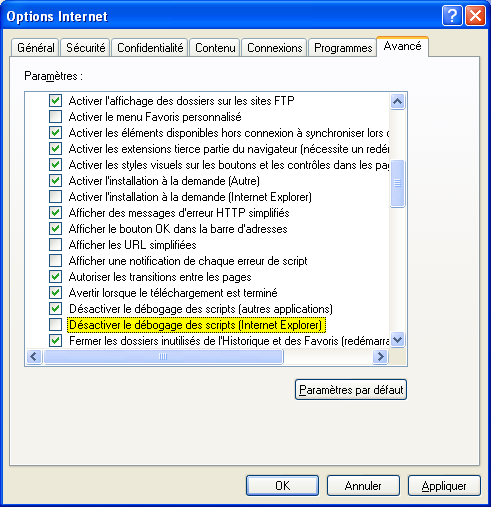 Options Internet
Général Sécurité Confidentialité Contenu Connexions Programmes Avancé
Paramètres :
Activer l'affichage des dossiers sur les sites FTP
Activer le menu Favoris personnalisé
Activer les éléments disponibles hors connexion à synchroniser lors
Activer les extensions tierce partie du navigateur (nécessite un
Activer les styles visuels sur les boutons et les contrôles dans les
Activer l'installation à la demande (Autre)
Activer l'installation à la demande (Internet Explorer)
Afficher des messages d'erreur HTTP simplifiés
Afficher le bouton OK dans la barre d'adresses
Afficher les URL simplifiées
Afficher une notification de chaque erreur de script
Autoriser les transitions entre les pages
Avertir lorsque le téléchargement est terminé
Désactiver le débogage des scripts (autres applications)
Désactiver le débogage des scripts (Internet Explorer)
Fermer les dossiers inutilisés de l'Historique et des Favoris (redémarra
Paramètres par défaut
OK Annuler Appliquer